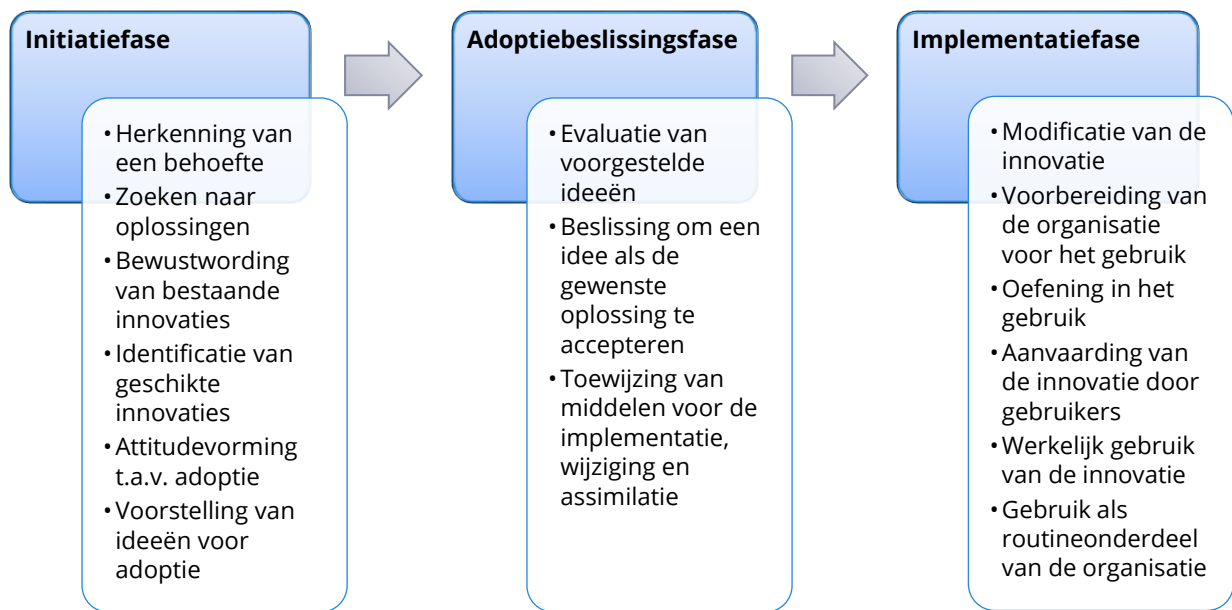 Initiatiefase
• Herkenning van
een behoefte
• Zoeken naar
oplossingen
• Bewustwording
van bestaande
innovaties
• Identificatie van
geschikte
innovaties
• Attitudevorming
t.a.v. adoptie
• Voorstelling van
ideeën voor
adoptie
Adoptiebeslissingsfase
• Evaluatie van
voorgestelde
ideeën
• Beslissing om een
idee als de
gewenste
oplossing te
accepteren
• Toewijzing van
middelen voor de
implementatie,
wijziging en
assimilatie
Implementatiefase
• Modificatie van de
innovatie
• Voorbereiding van
de organisatie
voor het gebruik
• Oefening in het
gebruik
• Aanvaarding van
de innovatie door
gebruikers
• Werkelijk gebruik
van de innovatie
• Gebruik als
routineonderdeel
van de organisatie